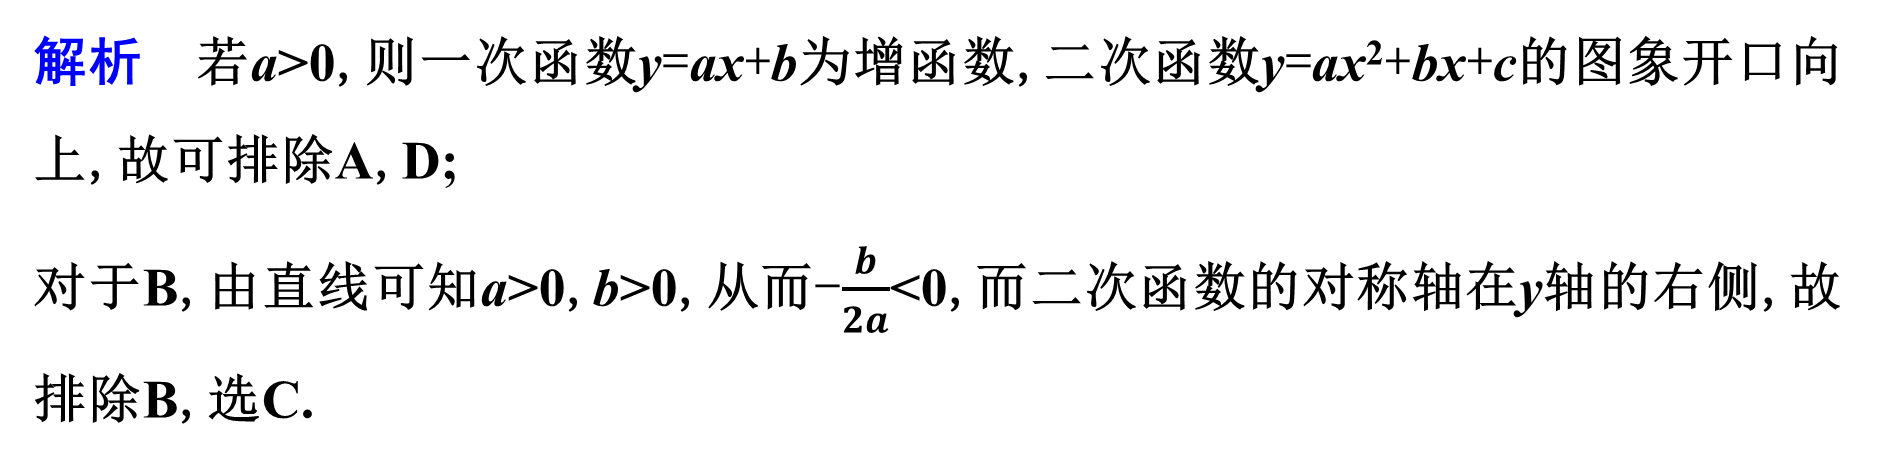 解析 若a>0, 则一次函数y=ax+b为增函数, 二次函数y=ax²+bx+c的图象开口向
上, 故可排除A, D;
对于B, 由直线可知a>0, b>0, 从而-b/2a<0, 而二次函数的对称轴在y轴的右侧, 故
排除B, 选C.